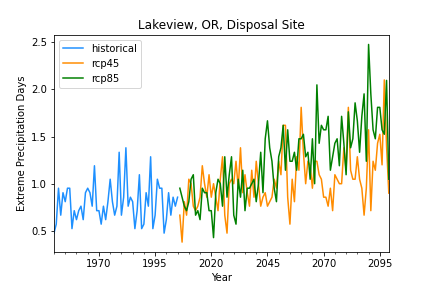 Lakeview, OR, Disposal Site
historical
rcp45
rcp85
Extreme Precipitation Days
2.5
2.0
1.5
1.0
0.5
1970 1995 2020 2045 2070 2095
Year